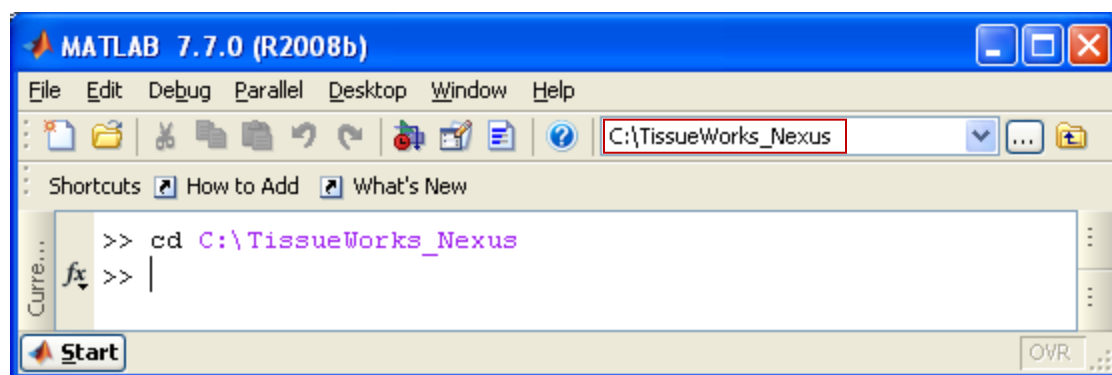 MATLAB 7.7.0 (R2008b)
File Edit Debug Parallel Desktop Window Help
C:\TissueWorks_Nexus
Shortcuts How to Add What's New
>> cd C:\TissueWorks_Nexus
fx >>
Curre...
Start OVR